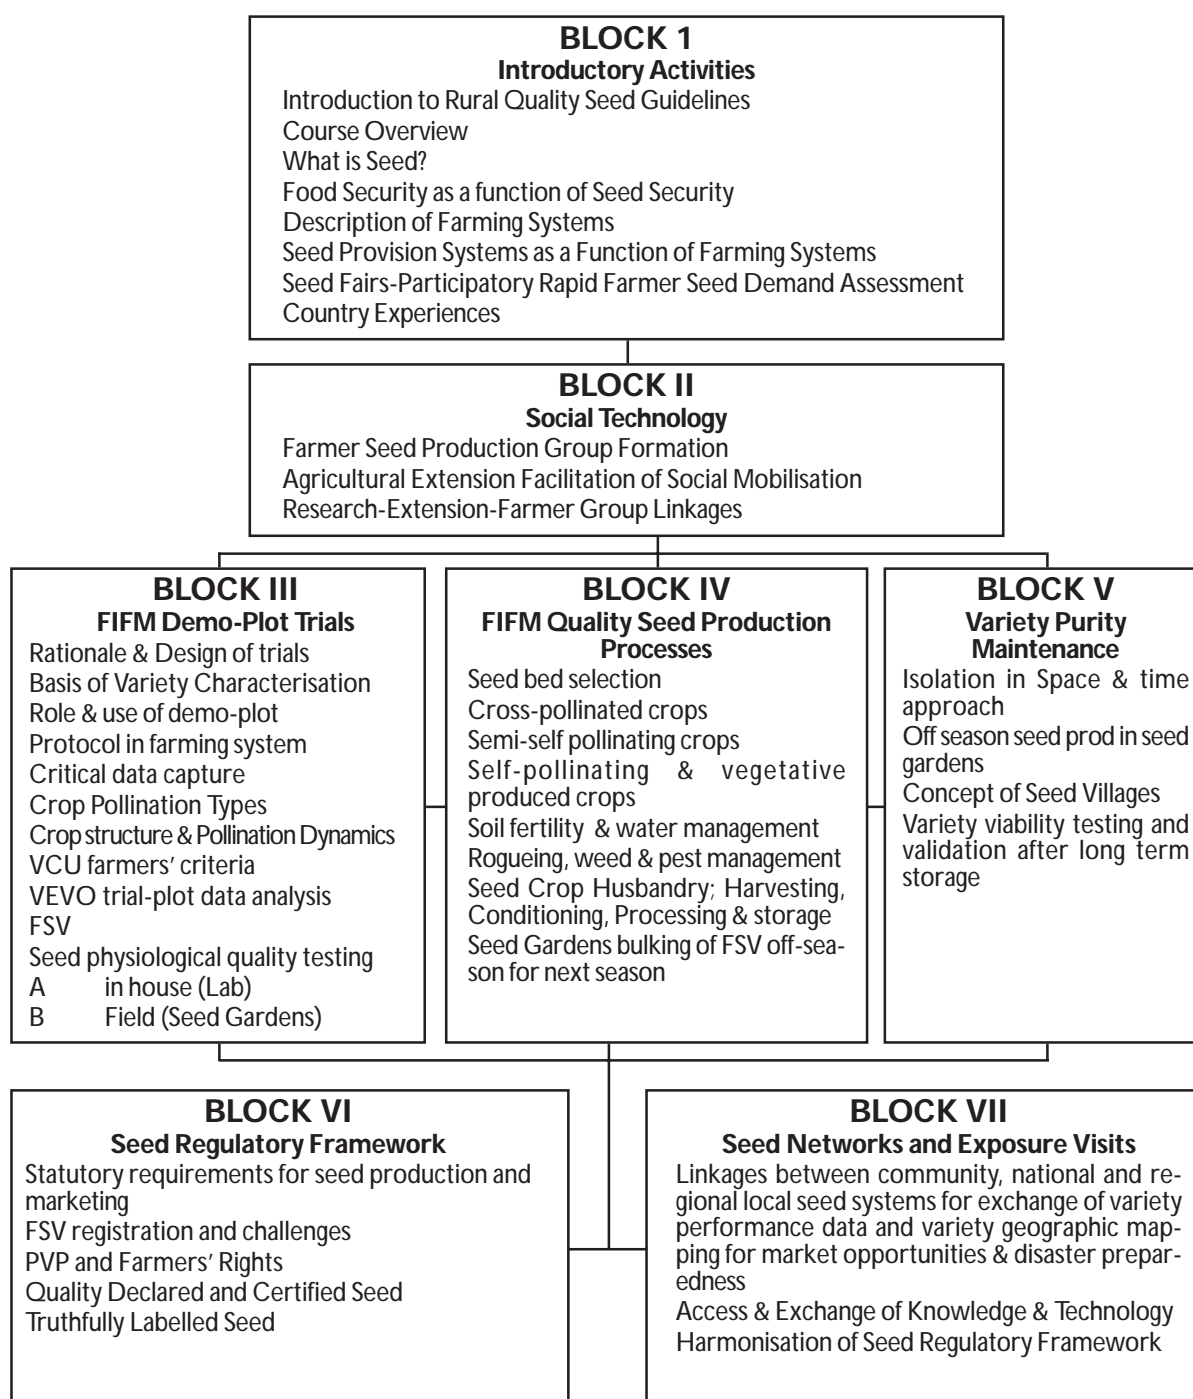 BLOCK 1
Introductory Activities
Introduction to Rural Quality Seed Guidelines
Course Overview
What is Seed?
Food Security as a function of Seed Security
Description of Farming Systems
Seed Provision Systems as a Function of Farming Systems
Seed Fairs-Participatory Rapid Farmer Seed Demand Assessment
Country Experiences
BLOCK II
Social Technology
Farmer Seed Production Group Formation
Agricultural Extension Facilitation of Social Mobilisation
Research-Extension-Farmer Group Linkages
BLOCK III
FIFM Demo-Plot Trials
Rationale & Design of trials
Basis of Variety Characterisation
Role & use of demo-plot
Protocol in farming system
Critical data capture
Crop Pollination Types
Crop structure & Pollination Dynamics
VCU farmers' criteria
VEVO trial-plot data analysis
FSV
Seed physiological quality testing
A in house (Lab)
B Field (Seed Gardens)
BLOCK IV
FIFM Quality Seed Production
Processes
Seed bed selection
Cross-pollinated crops
Semi-self pollinating crops
Self-pollinating & vegetative
produced crops
Soil fertility & water management
Rogueing, weed & pest management
Seed Crop Husbandry; Harvesting,
Conditioning, Processing & storage
Seed Gardens bulking of FSV off-sea-
son for next season
BLOCK V
Variety Purity
Maintenance
Isolation in Space & time
approach
Off season seed prod in seed
gardens
Concept of Seed Villages
Variety viability testing and
validation after long term
storage
BLOCK VI
Seed Regulatory Framework
Statutory requirements for seed production and
marketing
FSV registration and challenges
PVP and Farmers' Rights
Quality Declared and Certified Seed
Truthfully Labelled Seed
BLOCK VII
Seed Networks and Exposure Visits
Linkages between community, national and re-
gional local seed systems for exchange of variety
performance data and variety geographic map-
ping for market opportunities & disaster prepar-
edness
Access & Exchange of Knowledge & Technology
Harmonisation of Seed Regulatory Framework